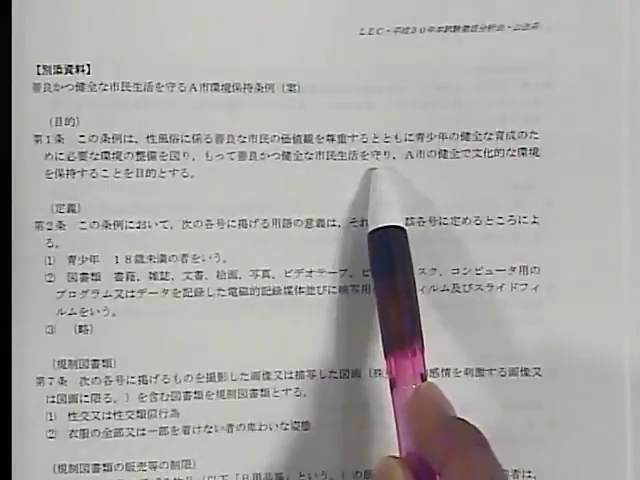 LEC・平成30年本試験徹底分析会・公法系
【別添資料】
善良かつ健全な市民生活を守るA市環境保持条例（案）
（目的）
第1条 この条例は、性風俗に係る善良な市民の価値観を尊重するとともに青少年の健全な育成のた
めに必要な環境の整備を図り、もって善良かつ健全な市民生活を守り、A市の健全で文化的な環境
を保持することを目的とする。
（定義）
第2条 この条例において、次の各号に掲げる用語の意義は、それ 該各号に定めるところによ
る。
⑴ 青少年 18歳未満の者をいう。
⑵ 図書類 書籍、雑誌、文書、絵画、写真、ビデオテープ、ビ スク、コンピュータ用の
プログラム又はデータを記録した電磁的記録媒体並びに映写用 ィルム及びスライドフィ
ルムをいう。
⑶ （略）
（規制図書類）
第7条 次の各号に掲げるものを撮影した画像又は描写した図画（殊 感情を刺激する画像又
は図画に限る。）を含む図書類を規制図書類とする。
⑴ 性交又は性交類似行為
⑵ 衣服の全部又は一部を着けない者の卑わいな姿態
（規制図書類の販売等の制限）